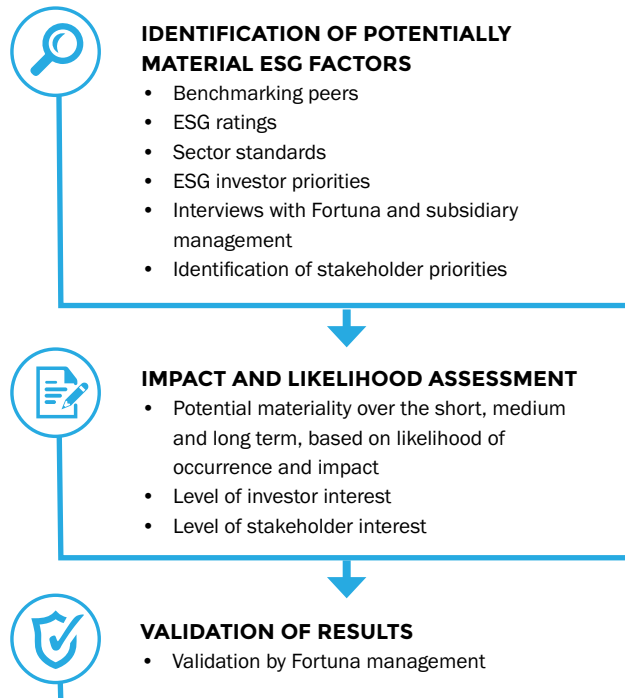 IDENTIFICATION OF POTENTIALLY
MATERIAL ESG FACTORS
• Benchmarking peers
• ESG ratings
• Sector standards
• ESG investor priorities
• Interviews with Fortuna and subsidiary
management
• Identification of stakeholder priorities
IMPACT AND LIKELIHOOD ASSESSMENT
• Potential materiality over the short, medium
and long term, based on likelihood of
occurrence and impact
• Level of investor interest
• Level of stakeholder interest
VALIDATION OF RESULTS
• Validation by Fortuna management